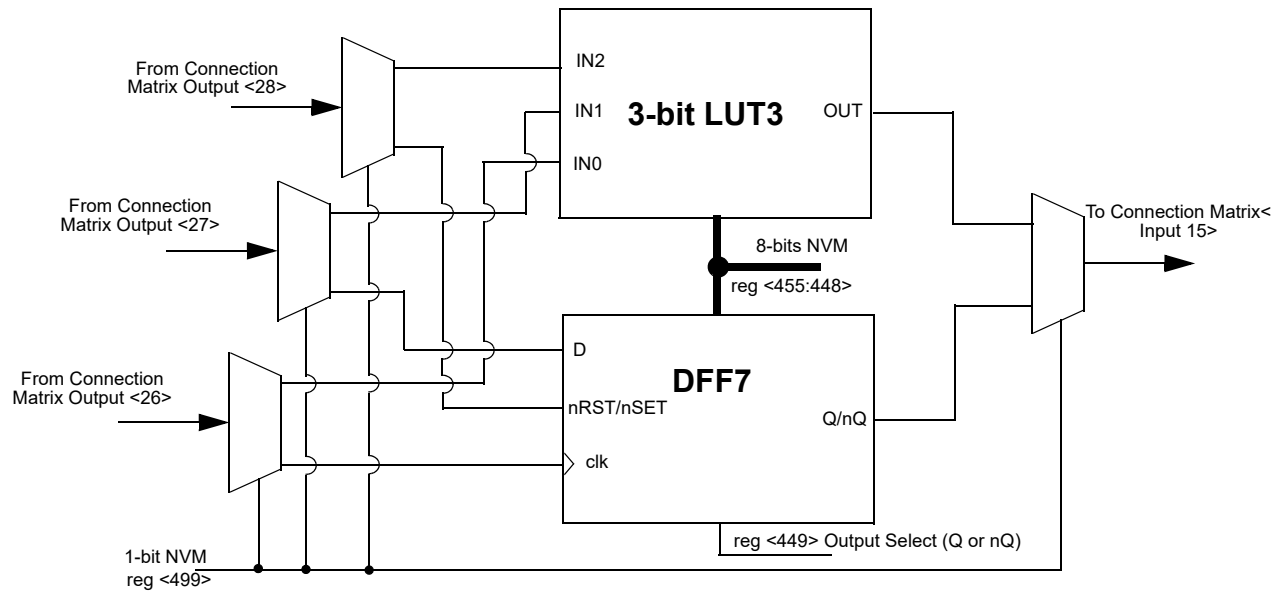 From Connection
Matrix Output <28>
IN2
IN1
IN0
3-bit LUT3
OUT
From Connection
Matrix Output <27>
To Connection Matrix<
Input 15>
8-bits NVM
reg <455:448>
From Connection
Matrix Output <26>
D
DFF7
nRST/nSET
Q/nQ
clk
reg <449> Output Select (Q or nQ)
1-bit NVM
reg <499>